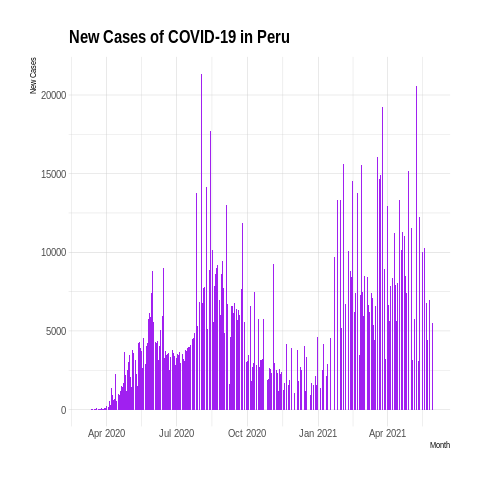 New Cases of COVID-19 in Peru
New Cases
20000
15000
10000
5000
0
Apr 2020 Jul 2020 Oct 2020 Jan 2021 Apr 2021
Month